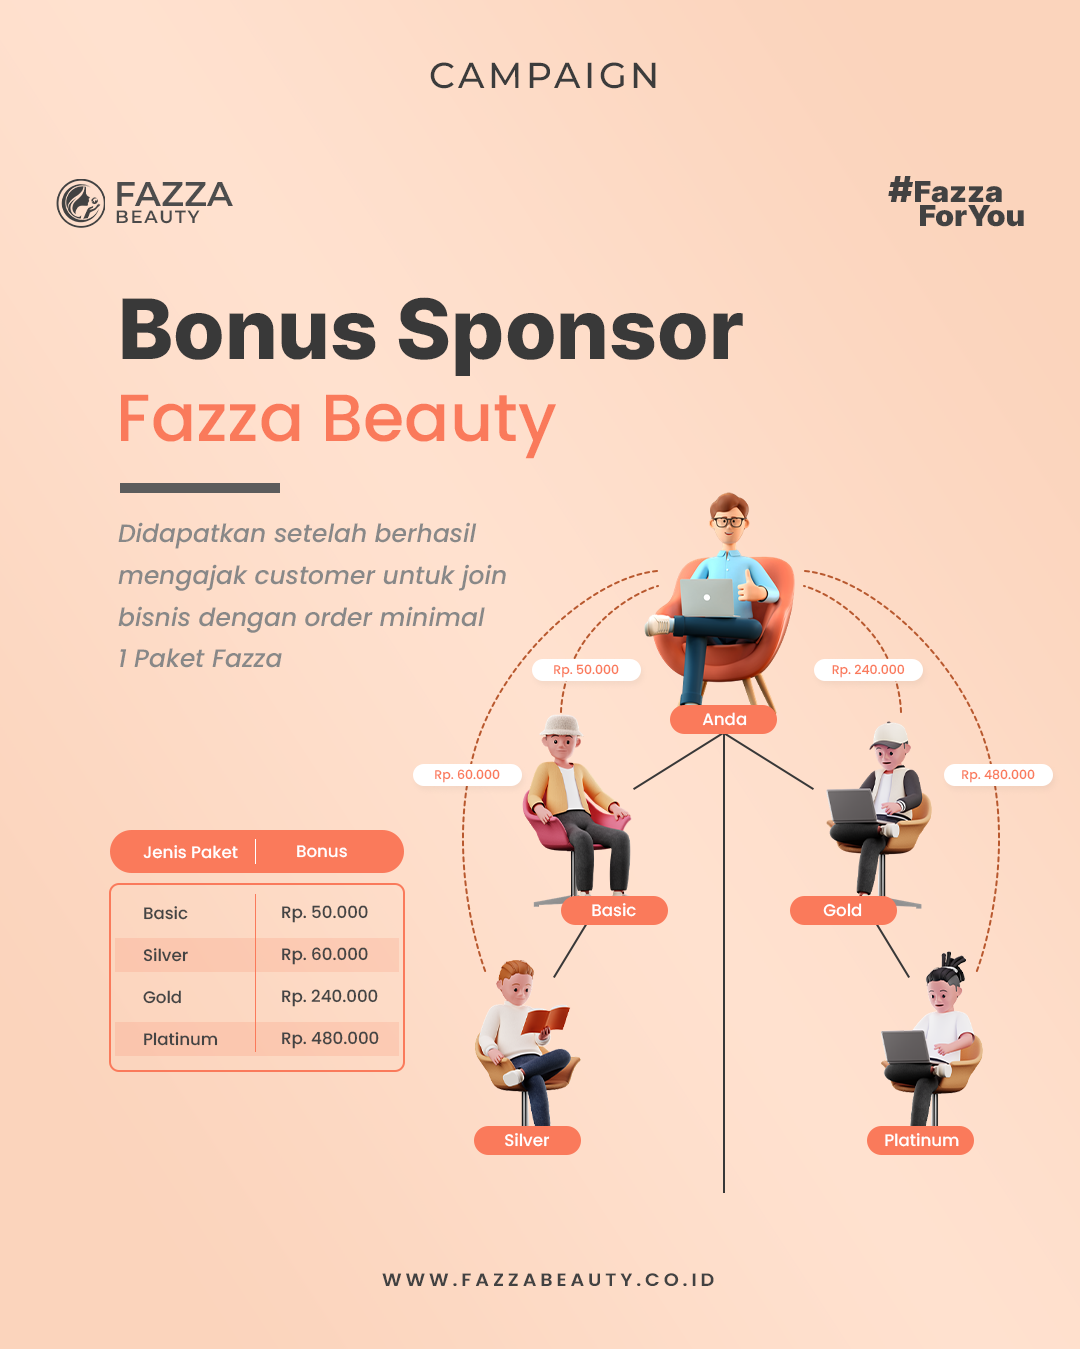 CAMPAIGN
FAZZA
BEAUTY
#Fazza
ForYou
Bonus Sponsor
Fazza Beauty
Didapatkan setelah berhasil
mengajak customer untuk join
bisnis dengan order minimal
1 Paket Fazza
Rp. 50.000
Rp. 240.000
Anda
Rp. 60.000
Rp. 480.000
Jenis Paket Bonus
Basic Rp. 50.000
Silver Rp. 60.000
Gold Rp. 240.000
Platinum Rp. 480.000
Basic
Gold
Silver
Platinum
WWW.FAZZABEAUTY.CO.ID